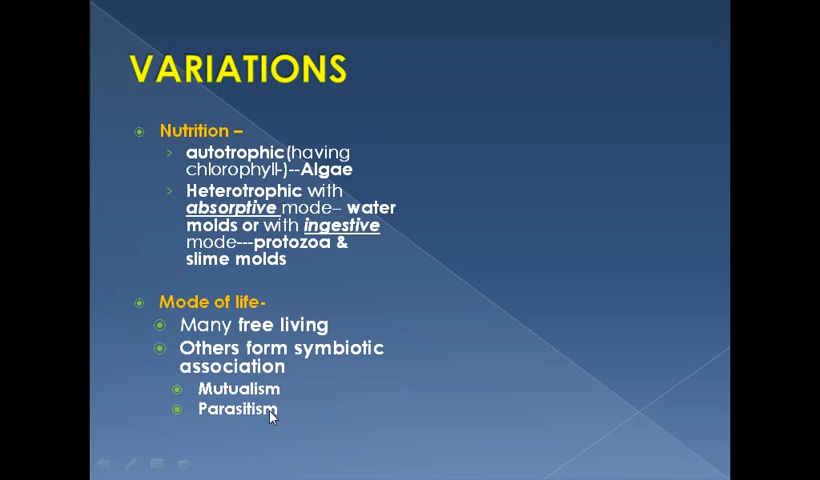 VARIATIONS
Nutrition –
autotrophic(having
chlorophyll-)--Algae
Heterotrophic with
absorptive mode– water
molds or with ingestive
mode---protozoa &
slime molds
Mode of life-
Many free living
Others form symbiotic
association
Mutualism
Parasitism